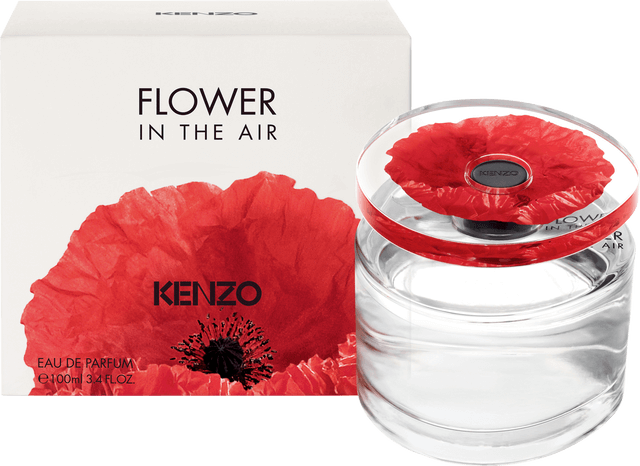 KENZO
FLOWER
IN THE AIR
KENZO
EAU DE PARFUM
℮100ml 3.4 FL.OZ.
KENZO
FLOWER
IN THE AIR